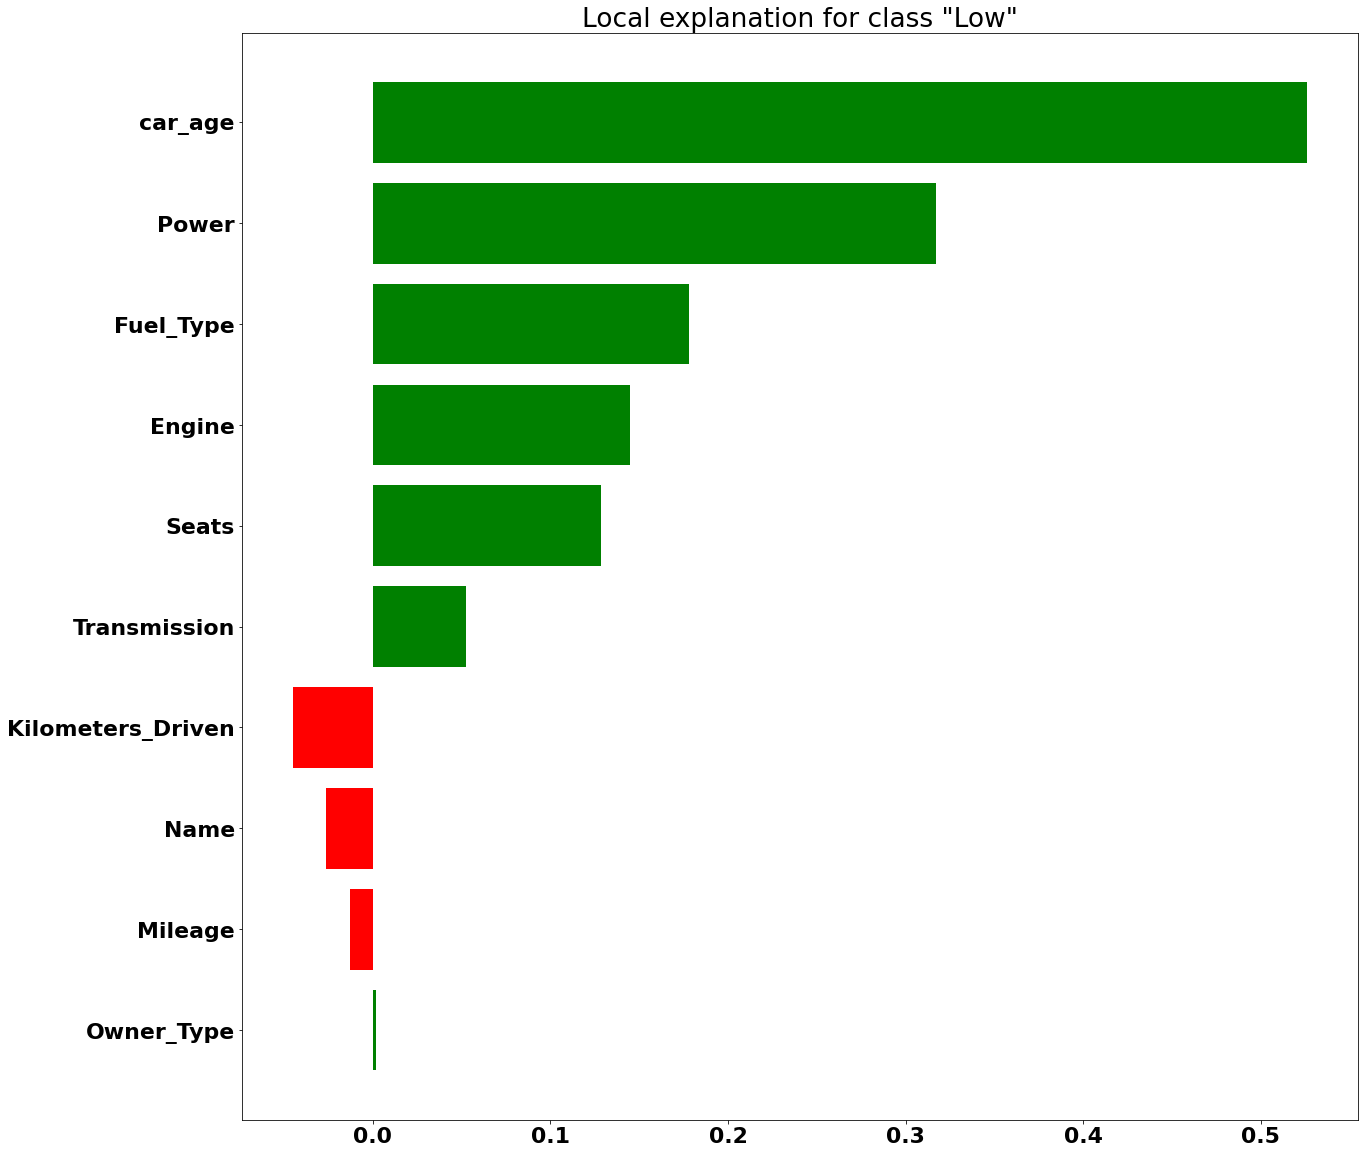 Local explanation for class "Low"
car_age
Power
Fuel_Type
Engine
Seats
Transmission
Kilometers_Driven
Name
Mileage
Owner_Type
0.0 0.1 0.2 0.3 0.4 0.5